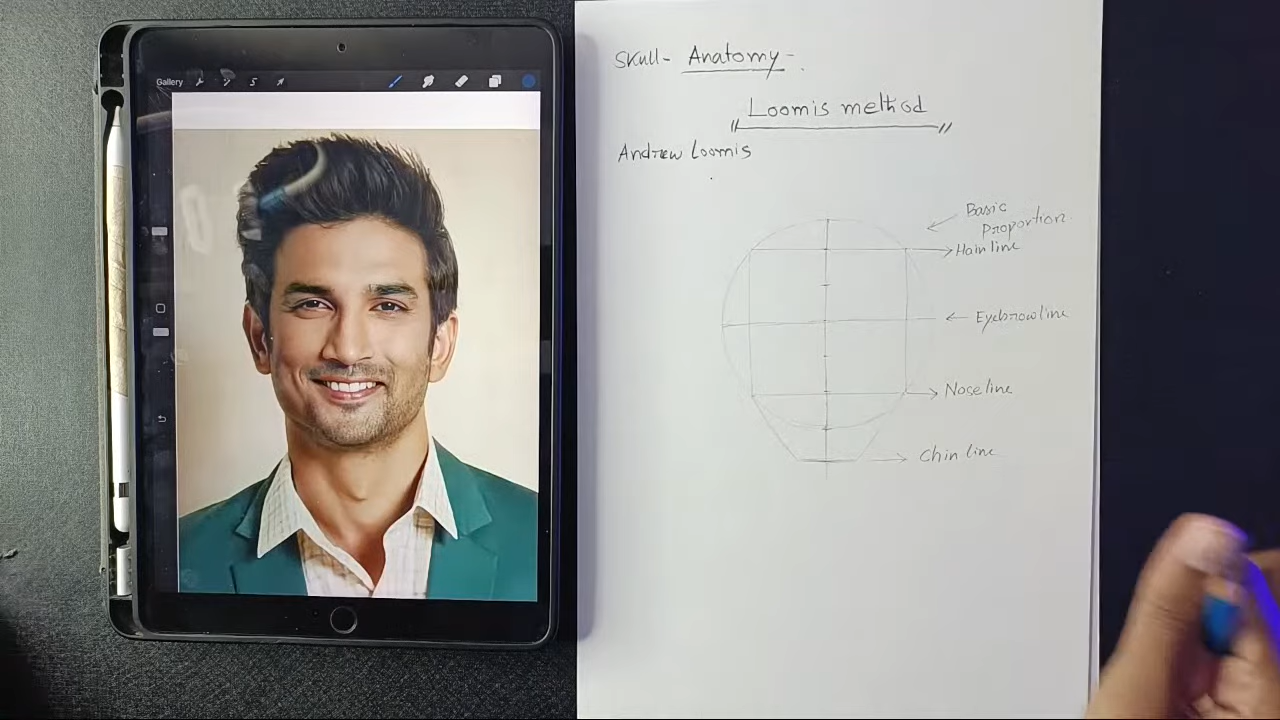 Gallery
Skull- Anatomy-
Loomis method
Andrew Loomis
Basic
Proportion
Hairline
Eyebrowline
Noseline
Chin line